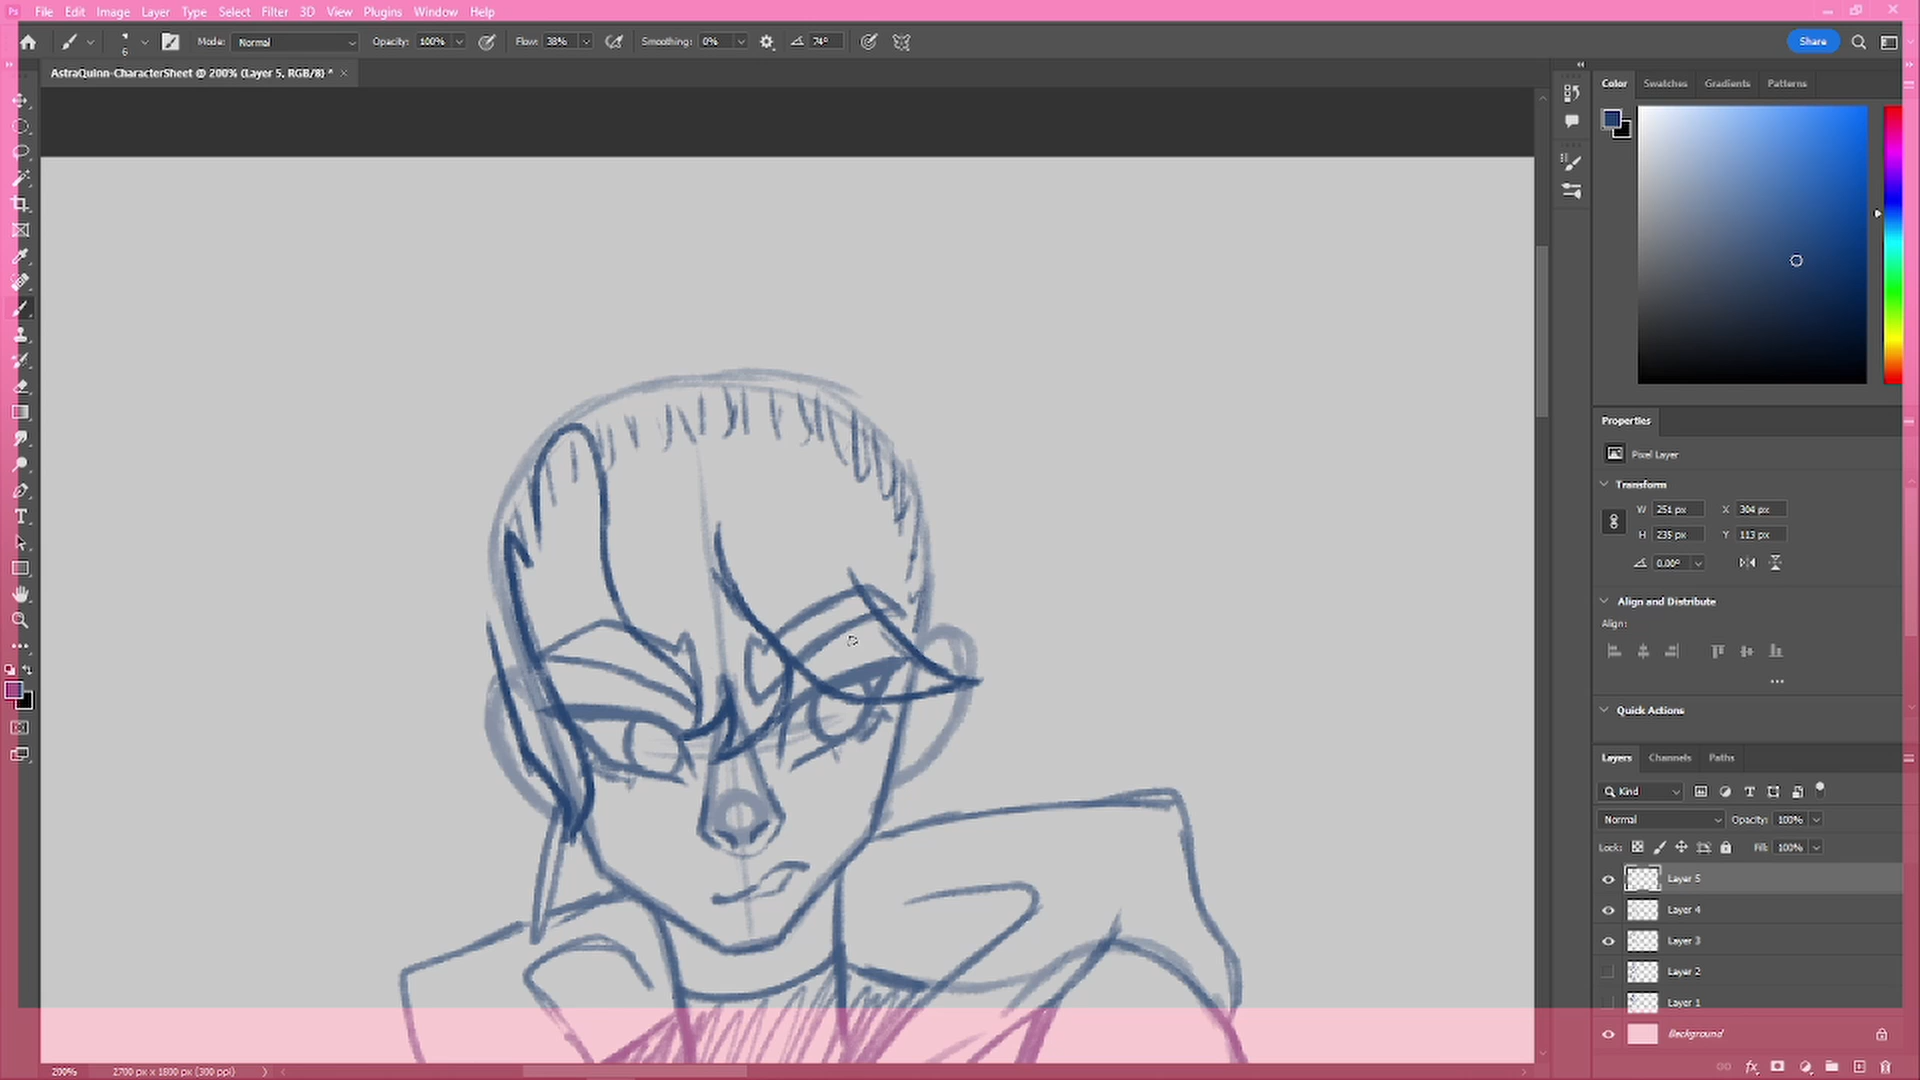 Ps File Edit Image Layer Type Select Filter 3D View Plugins Window Help
6 Mode: Normal Opacity: 100% Flow: 38% Smoothing: 0% 74° Share
AstraQuinn-CharacterSheet @ 200% (Layer 5, RGB/8) * ×
Color Swatches Gradients Patterns
Properties
Pixel Layer
Transform
W 251 px X 304 px
H 235 px Y 113 px
0.00°
Align and Distribute
Align:
Quick Actions
Layers Channels Paths
Kind
Normal Opacity: 100%
Lock: Fill: 100%
Layer 5
Layer 4
Layer 3
Layer 2
Layer 1
Background
200% 2700 px x 1800 px (300 ppi)